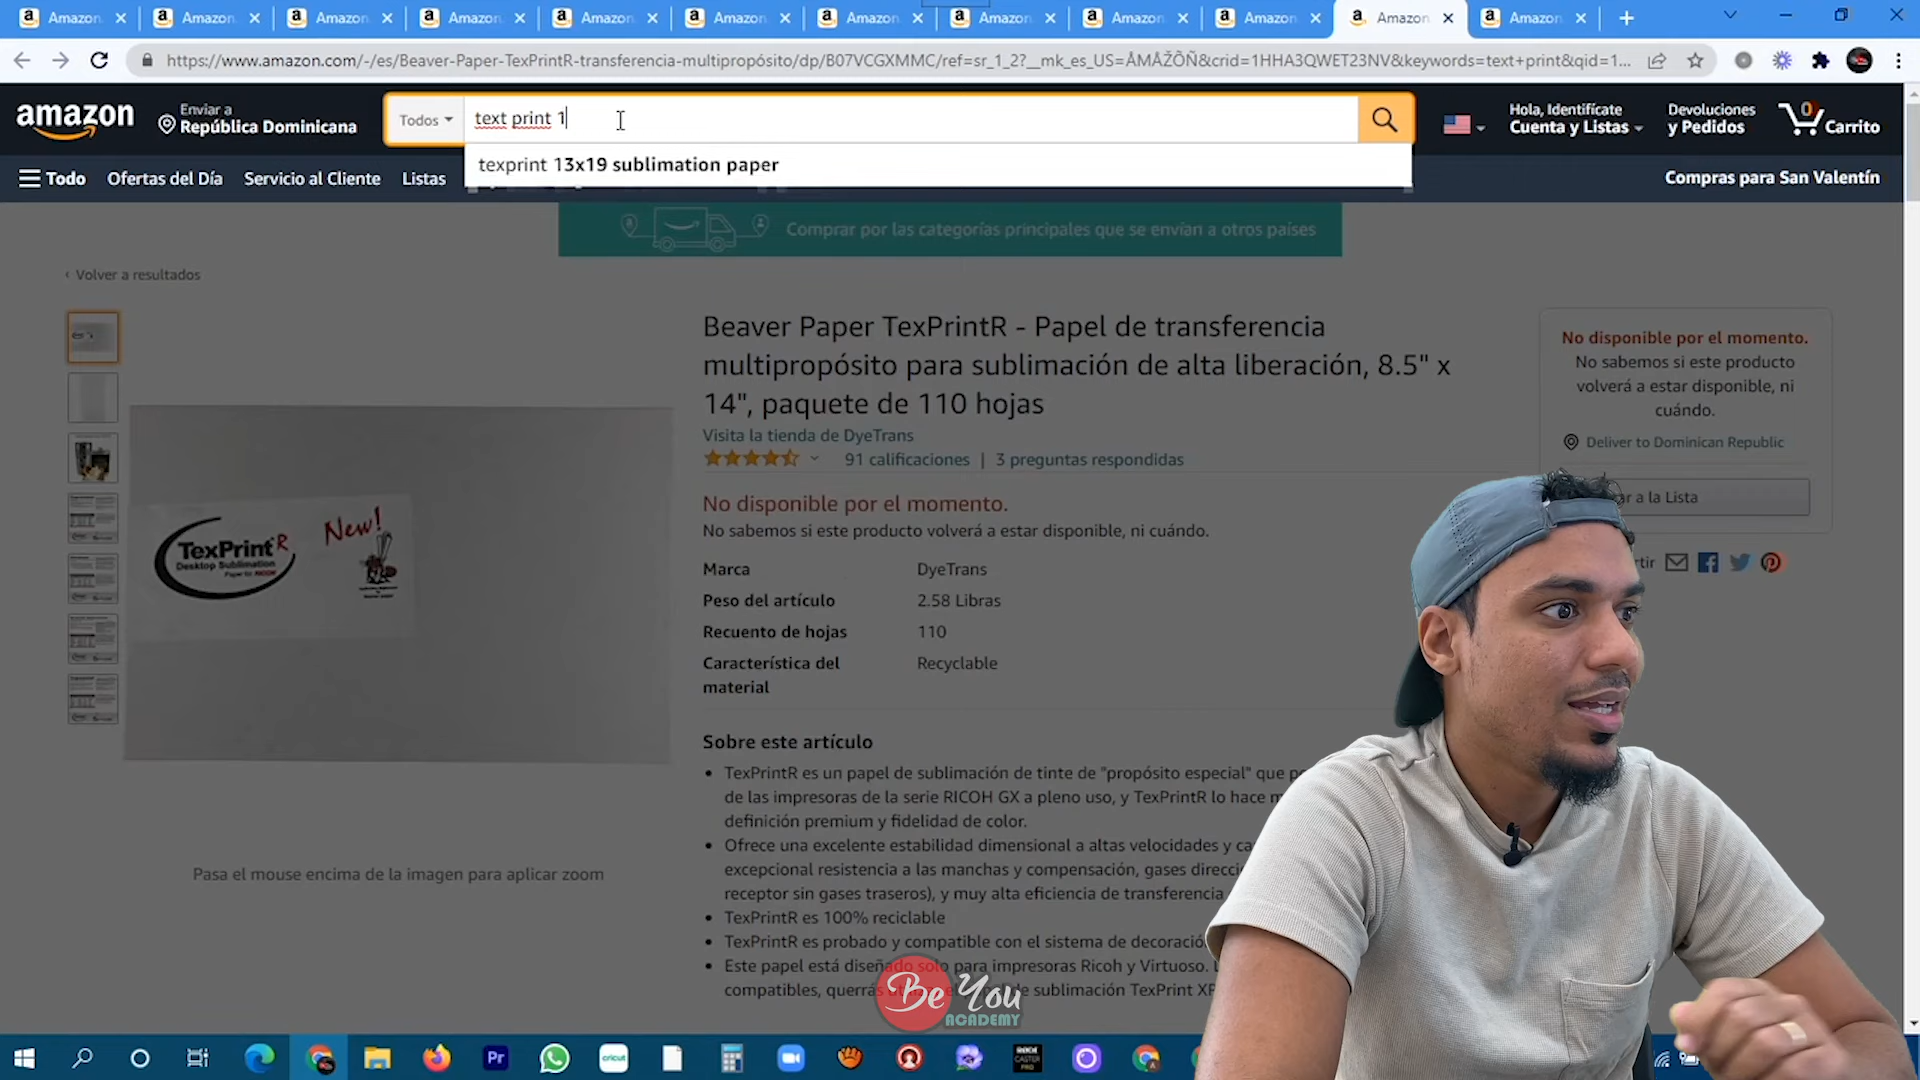 Amazon
Amazon
Amazon
Amazon
Amazon
Amazon
Amazon
Amazon
Amazon
Amazon
Amazon
Amazon
https://www.amazon.com/-/es/Beaver-Paper-TexPrintR-transferencia-multipropósito/dp/B07VCGXMMC/ref=sr_1_2?__mk_es_US=ÅMÅŽÕÑ&crid=1HHA3QWET23NV&keywords=text+print&qid=1...
amazon
Enviar a
República Dominicana
Todos
text print 1
texprint 13x19 sublimation paper
Hola, Identifícate
Cuenta y Listas
Devoluciones
y Pedidos
0
Carrito
Todo
Ofertas del Día
Servicio al Cliente
Listas
Compras para San Valentín
Comprar por las categorías principales que se envían a otros países
‹ Volver a resultados
TexPrint R
Desktop Sublimation
New!
Pasa el mouse encima de la imagen para aplicar zoom
Beaver Paper TexPrintR - Papel de transferencia
multipropósito para sublimación de alta liberación, 8.5" x
14", paquete de 110 hojas
Visita la tienda de DyeTrans
91 calificaciones | 3 preguntas respondidas
No disponible por el momento.
No sabemos si este producto volverá a estar disponible, ni cuándo.
Marca DyeTrans
Peso del artículo 2.58 Libras
Recuento de hojas 110
Característica del Recyclable
material
Sobre este artículo
• TexPrintR es un papel de sublimación de tinte de "propósito especial" que
de las impresoras de la serie RICOH GX a pleno uso, y TexPrintR lo hace
definición premium y fidelidad de color.
• Ofrece una excelente estabilidad dimensional a altas velocidades y
excepcional resistencia a las manchas y compensación, gases
receptor sin gases traseros), y muy alta eficiencia de transferencia
• TexPrintR es 100% reciclable
• TexPrintR es probado y compatible con el sistema de
• Este papel está diseñado solo para impresoras Ricoh y Virtuoso.
compatibles, de sublimación TexPrint
No disponible por el momento.
No sabemos si este producto
volverá a estar disponible, ni
cuándo.
Deliver to Dominican Republic
a la Lista
Be You
ACADEMY
Pr
cricut